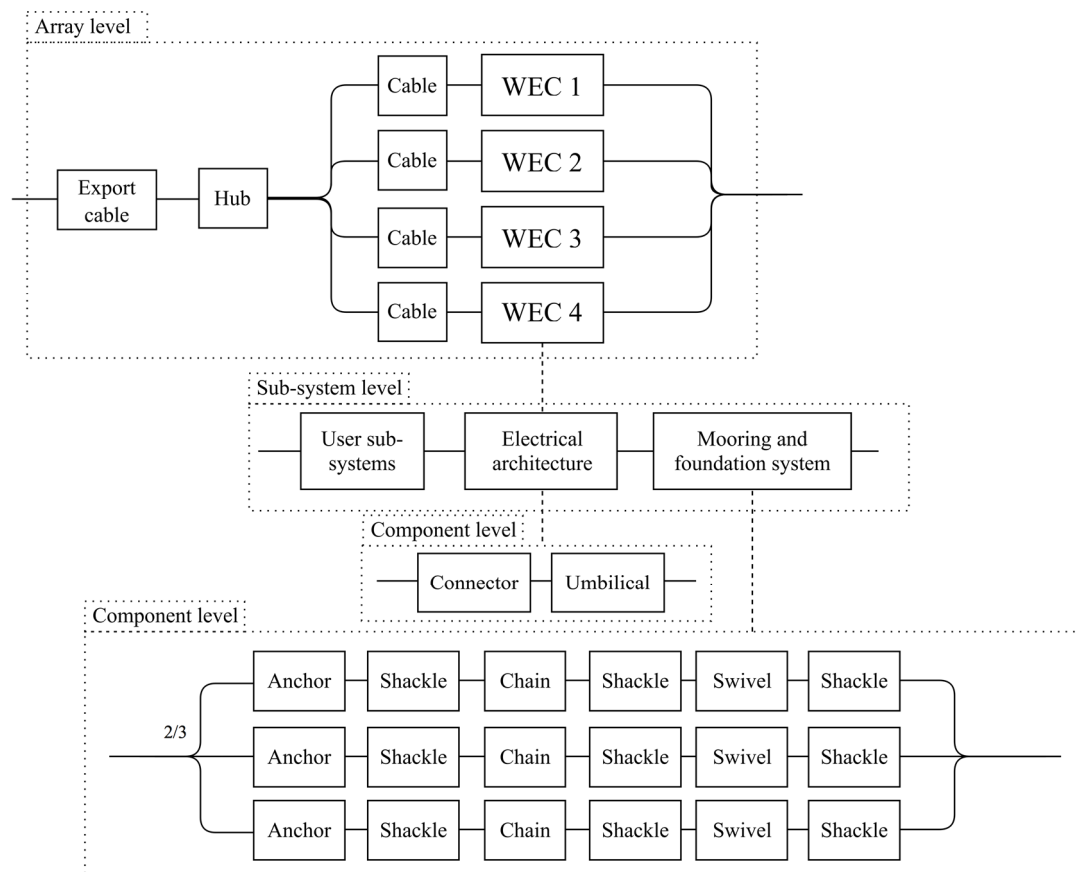 Array level
Cable
WEC 1
Cable
WEC 2
Export
cable
Hub
Cable
WEC 3
Cable
WEC 4
Sub-system level
User sub-
systems
Electrical
architecture
Mooring and
foundation system
Component level
Connector
Umbilical
Component level
Anchor
Shackle
Chain
Shackle
Swivel
Shackle
2/3
Anchor
Shackle
Chain
Shackle
Swivel
Shackle
Anchor
Shackle
Chain
Shackle
Swivel
Shackle